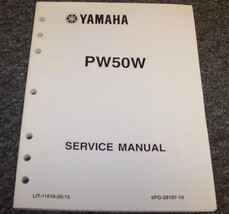 YAMAHA
PW50W
SERVICE MANUAL
LIT-11616-20-15
5PG-28197-10